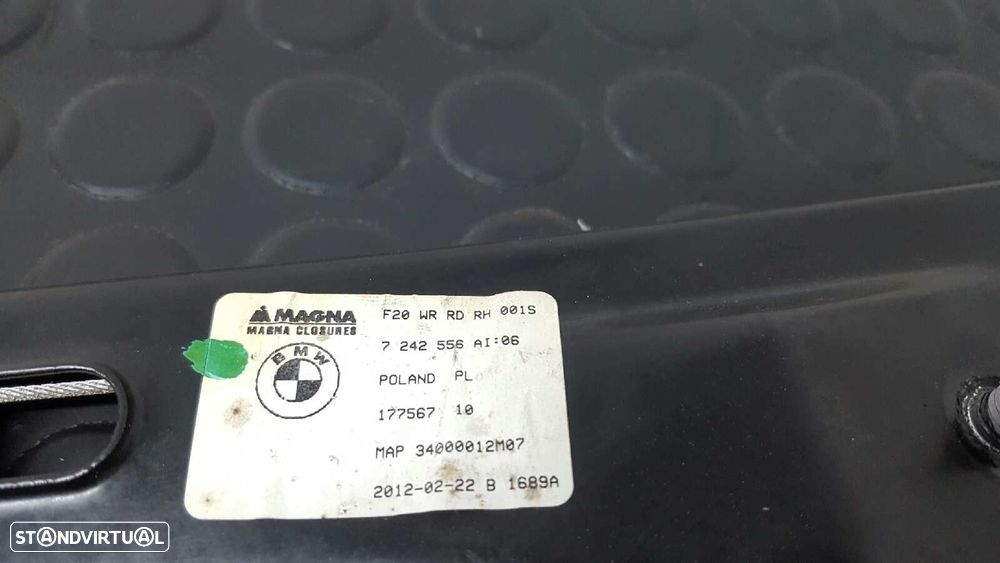 MAGNA
MAGNA CLOSURES
BMW
F20 WR RD RH 001S
7 242 556 AI:06
POLAND PL
177567 10
MAP 34000012M07
2012-02-22 B 1689A
STANDVIRTUAL